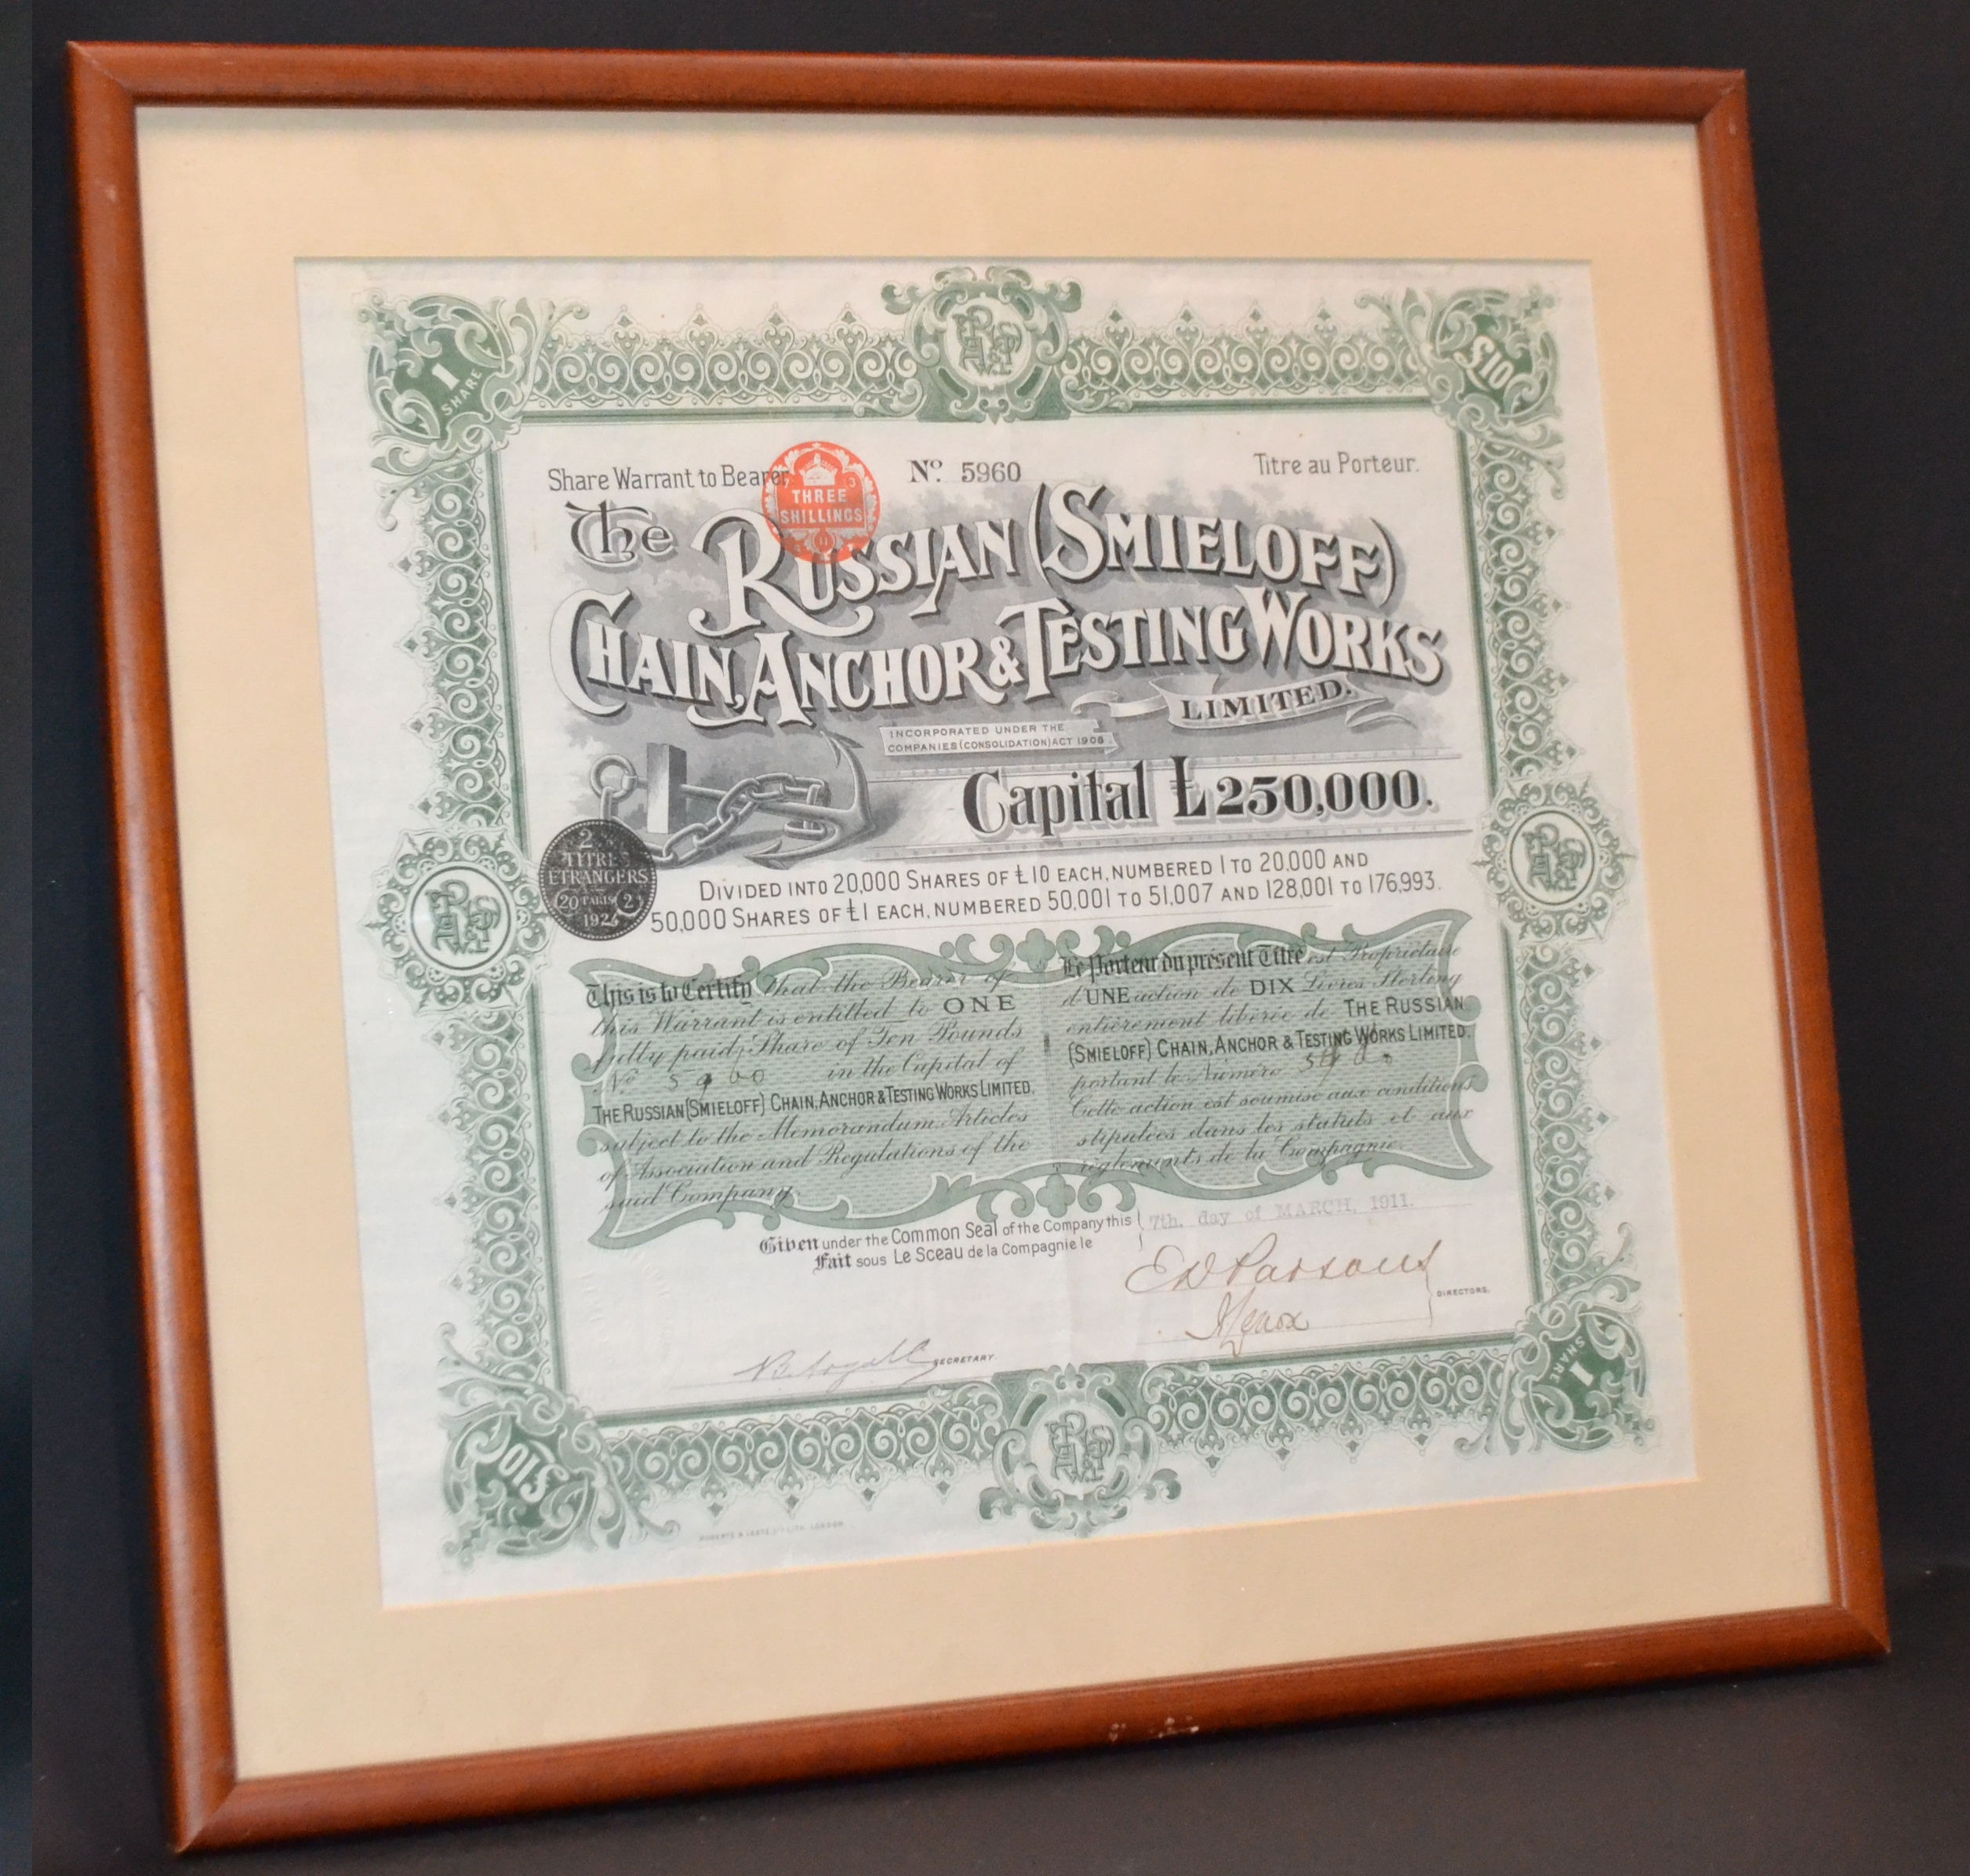 1
SHARE
£10
Share Warrant to Bearer
Nº 5960
Titre au Porteur.
THREE
SHILLINGS
The RUSSIAN (SMIELOFF)
CHAIN, ANCHOR & TESTING WORKS
LIMITED.
INCORPORATED UNDER THE
COMPANIES (CONSOLIDATION) ACT 1908
Capital £250,000.
2
TITRES
ETRANGERS
20 PARIS 2
DIVIDED INTO 20,000 SHARES OF £10 EACH, NUMBERED 1 TO 20,000 AND
50,000 SHARES OF £1 EACH, NUMBERED 50,001 TO 51,007 AND 128,001 TO 176,993.
This is to Certify that the Bearer of
this Warrant is entitled to ONE
fully paid Share of Ten Pounds
Nº 5960 in the Capital of
THE RUSSIAN (SMIELOFF) CHAIN, ANCHOR & TESTING WORKS LIMITED.
subject to the Memorandum Articles
of Association and Regulations of the
said Company.
Le Porteur du présent Titre est Propriétaire
d'UNE action de DIX Livres Sterling
entièrement libérée de THE RUSSIAN
(SMIELOFF) CHAIN, ANCHOR & TESTING WORKS LIMITED.
portant le Numéro 5960
Cette action est soumise aux conditions
stipulées dans les statuts et aux
règlements de la Compagnie.
Given under the Common Seal of the Company this
Fait sous Le Sceau de la Compagnie le
7th. day of MARCH, 1911.
E D Parsons
DIRECTORS.
SECRETARY.
£10
1
SHARE